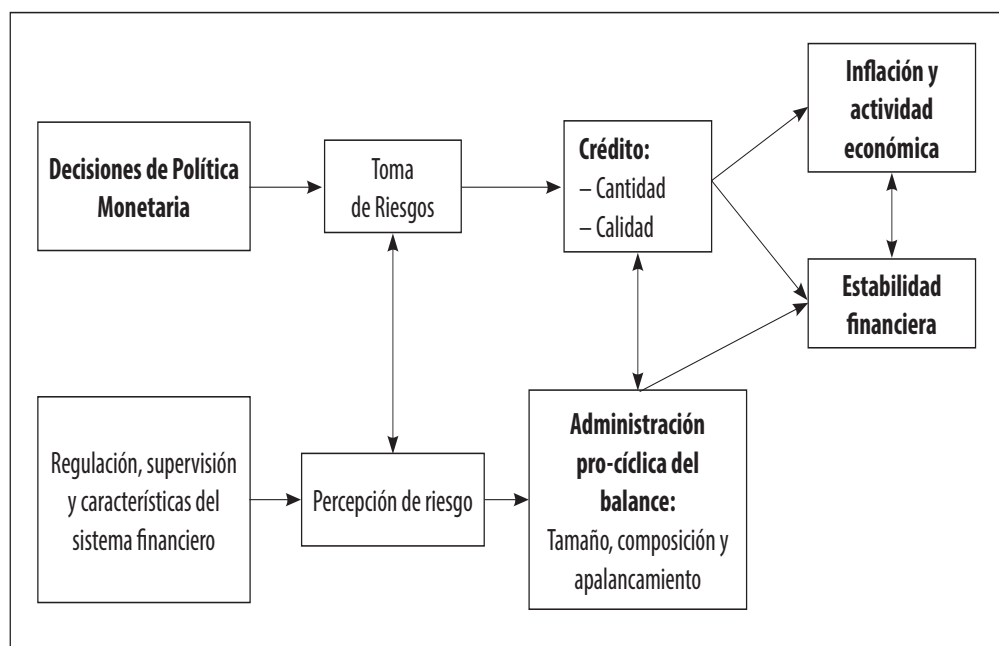 Decisiones de Política
Monetaria
Toma
de Riesgos
Crédito:
– Cantidad
– Calidad
Inflación y
actividad
económica
Estabilidad
financiera
Regulación, supervisión
y características del
sistema financiero
Percepción de riesgo
Administración
pro-cíclica del
balance:
Tamaño, composición y
apalancamiento